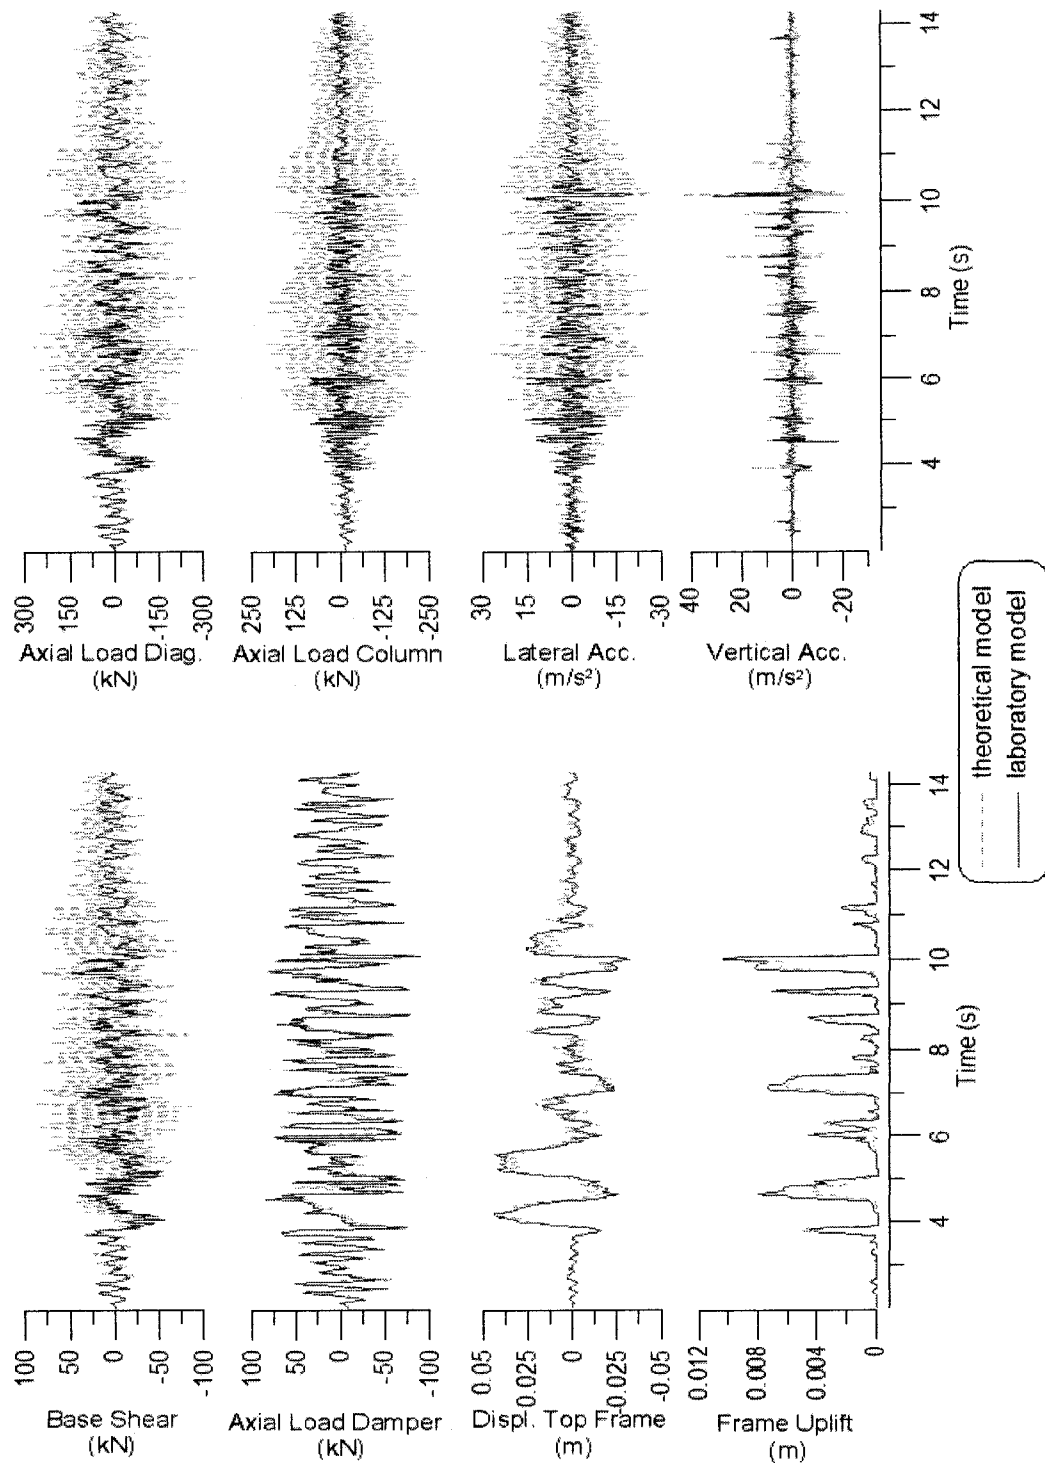 100
50
0
-50
-100
Base Shear
(kN)
100
50
0
-50
-100
Axial Load Damper
(kN)
0.05
0.025
0
-0.025
-0.05
Displ. Top Frame
(m)
0.012
0.008
0.004
0
Frame Uplift
(m)
4
6
8
10
12
14
Time (s)
300
150
0
-150
-300
Axial Load Diag.
(kN)
250
125
0
-125
-250
Axial Load Column
(kN)
30
15
0
-15
-30
Lateral Acc.
(m/s²)
40
20
0
-20
Vertical Acc.
(m/s²)
4
6
8
10
12
14
Time (s)
theoretical model
laboratory model